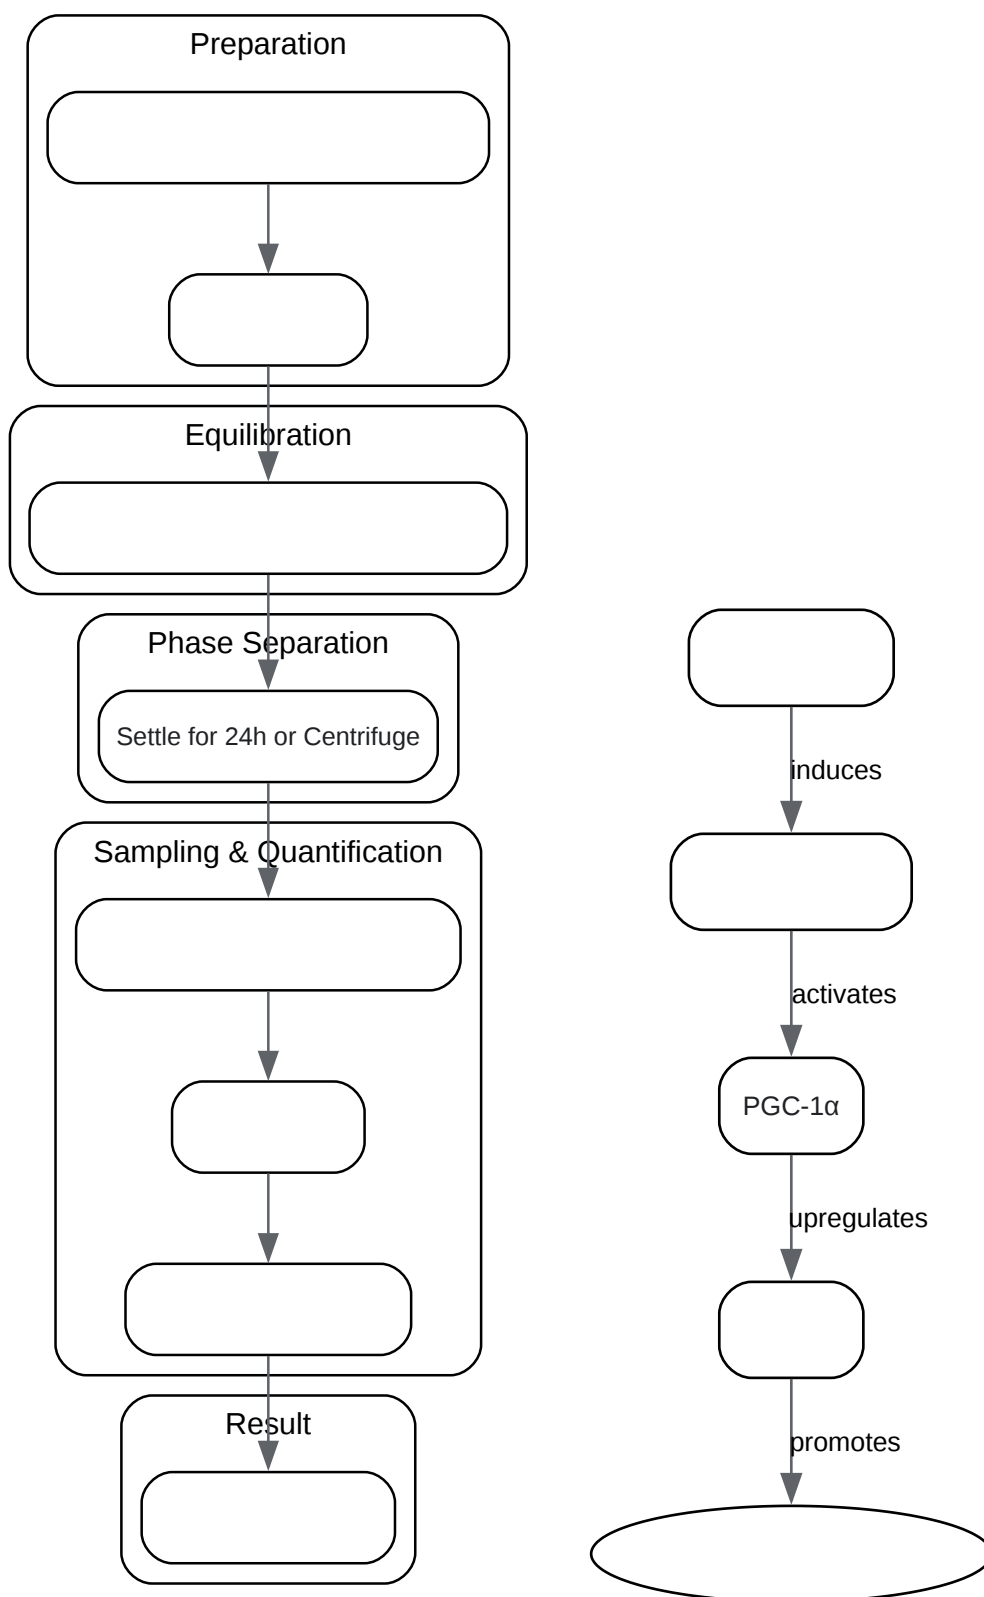 Preparation
Equilibration
Phase Separation
Settle for 24h or Centrifuge
Sampling & Quantification
Result
induces
activates
PGC-1α
upregulates
promotes